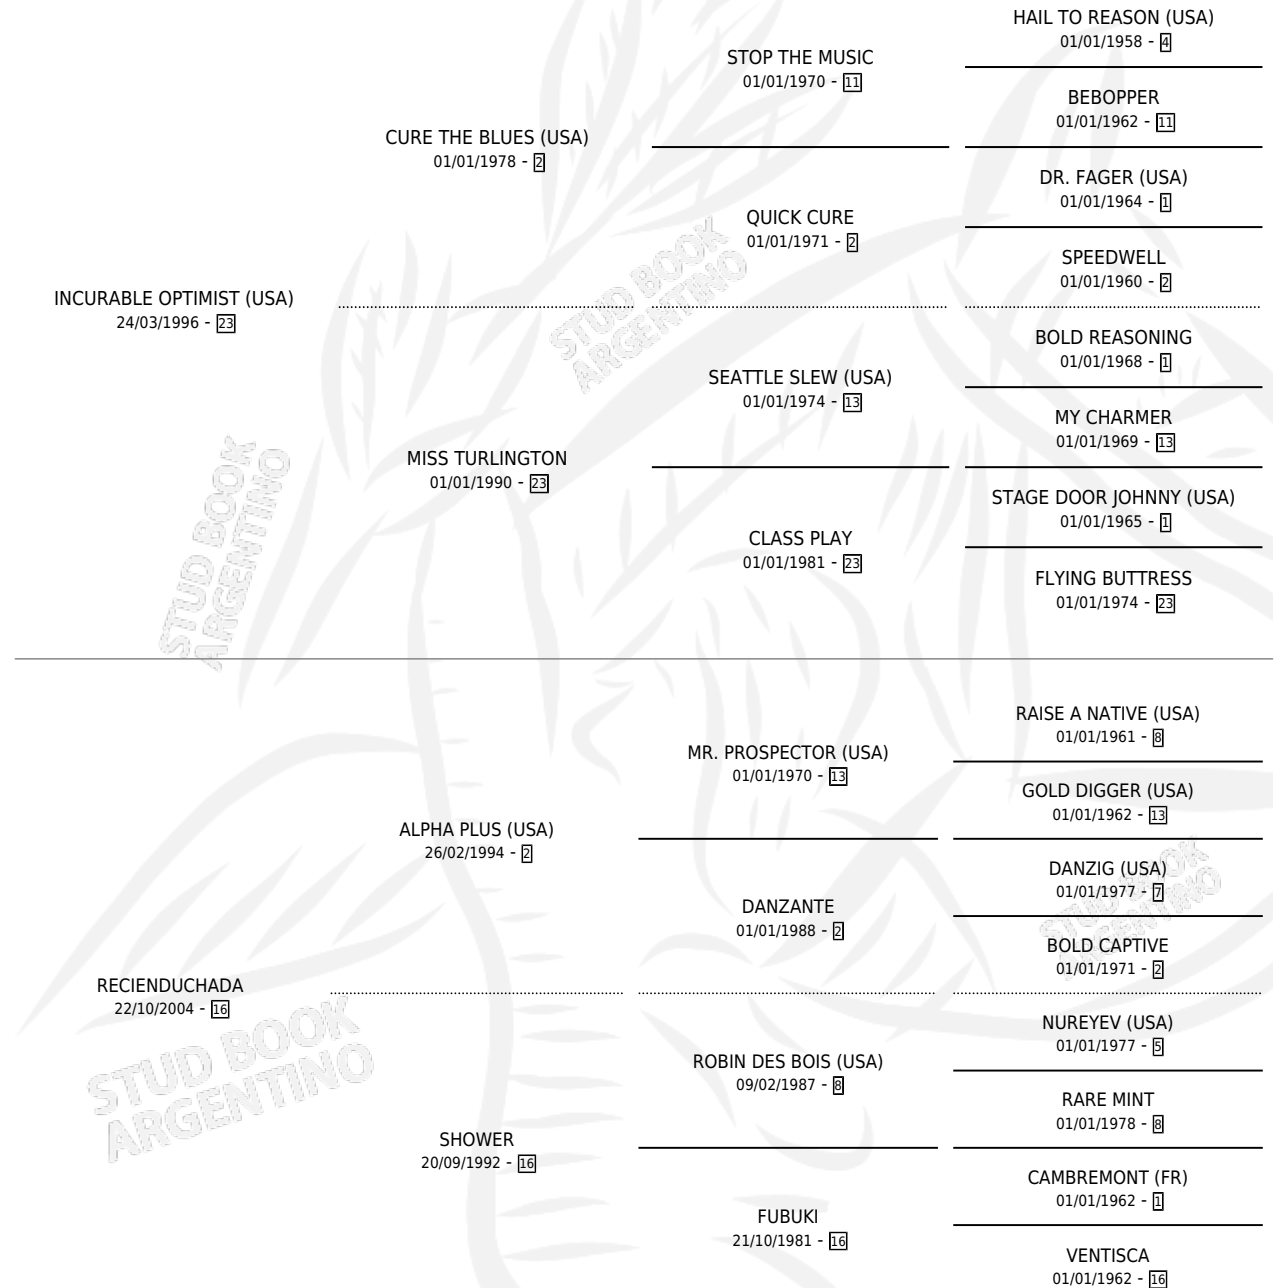 HAIL TO REASON (USA)
01/01/1958 - 4
STOP THE MUSIC
01/01/1970 - 11
BEBOPPER
01/01/1962 - 11
CURE THE BLUES (USA)
01/01/1978 - 2
DR. FAGER (USA)
01/01/1964 - 1
QUICK CURE
01/01/1971 - 2
SPEEDWELL
01/01/1960 - 2
INCURABLE OPTIMIST (USA)
24/03/1996 - 23
BOLD REASONING
01/01/1968 - 1
SEATTLE SLEW (USA)
01/01/1974 - 13
MY CHARMER
01/01/1969 - 13
MISS TURLINGTON
01/01/1990 - 23
STAGE DOOR JOHNNY (USA)
01/01/1965 - 1
CLASS PLAY
01/01/1981 - 23
FLYING BUTTRESS
01/01/1974 - 23
RAISE A NATIVE (USA)
01/01/1961 - 8
MR. PROSPECTOR (USA)
01/01/1970 - 13
GOLD DIGGER (USA)
01/01/1962 - 13
ALPHA PLUS (USA)
26/02/1994 - 2
DANZIG (USA)
01/01/1977 - 7
DANZANTE
01/01/1988 - 2
BOLD CAPTIVE
01/01/1971 - 2
RECIENDUCHADA
22/10/2004 - 16
NUREYEV (USA)
01/01/1977 - 5
ROBIN DES BOIS (USA)
09/02/1987 - 8
RARE MINT
01/01/1978 - 8
SHOWER
20/09/1992 - 16
CAMBREMONT (FR)
01/01/1962 - 1
FUBUKI
21/10/1981 - 16
VENTISCA
01/01/1962 - 16
STUD BOOK
ARGENTINO
STUD BOOK
ARGENTINO
STUD BOOK
ARGENTINO
STUD BOOK
ARGENTINO